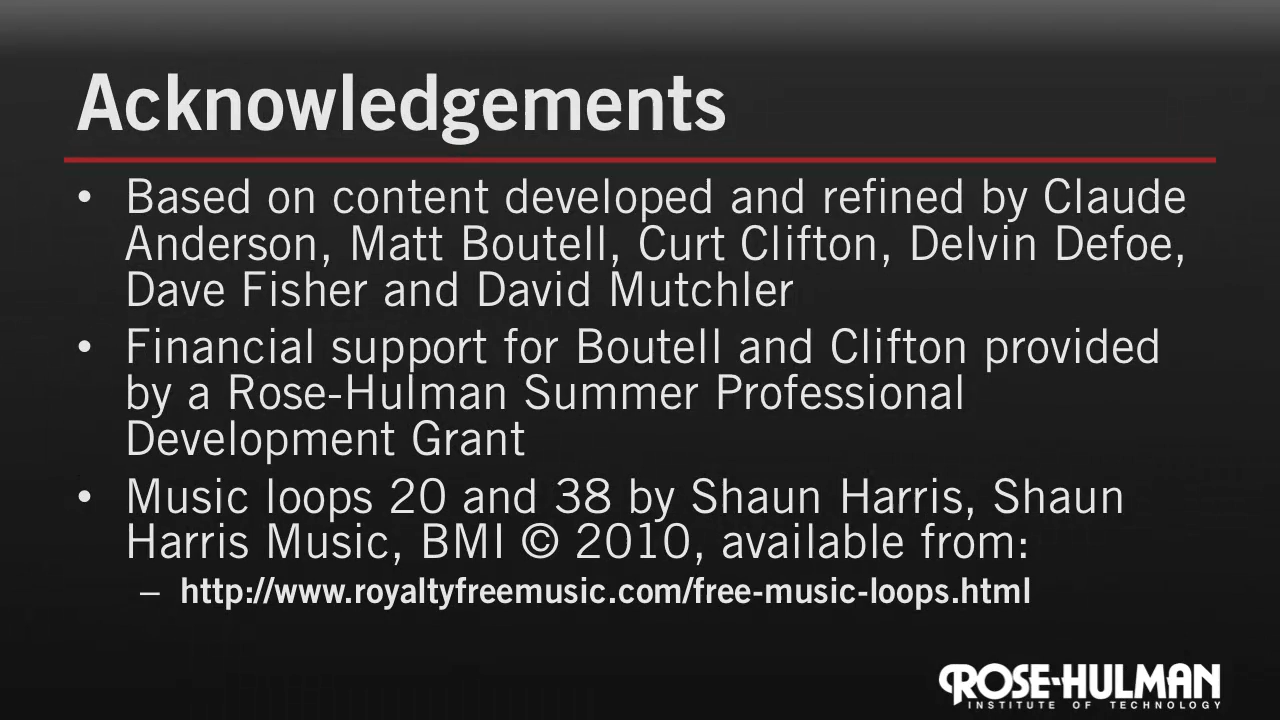 Acknowledgements
• Based on content developed and refined by Claude
Anderson, Matt Boutell, Curt Clifton, Delvin Defoe,
Dave Fisher and David Mutchler
• Financial support for Boutell and Clifton provided
by a Rose-Hulman Summer Professional
Development Grant
• Music loops 20 and 38 by Shaun Harris, Shaun
Harris Music, BMI © 2010, available from:
– http://www.royaltyfreemusic.com/free-music-loops.html
ROSE-HULMAN
INSTITUTE OF TECHNOLOGY